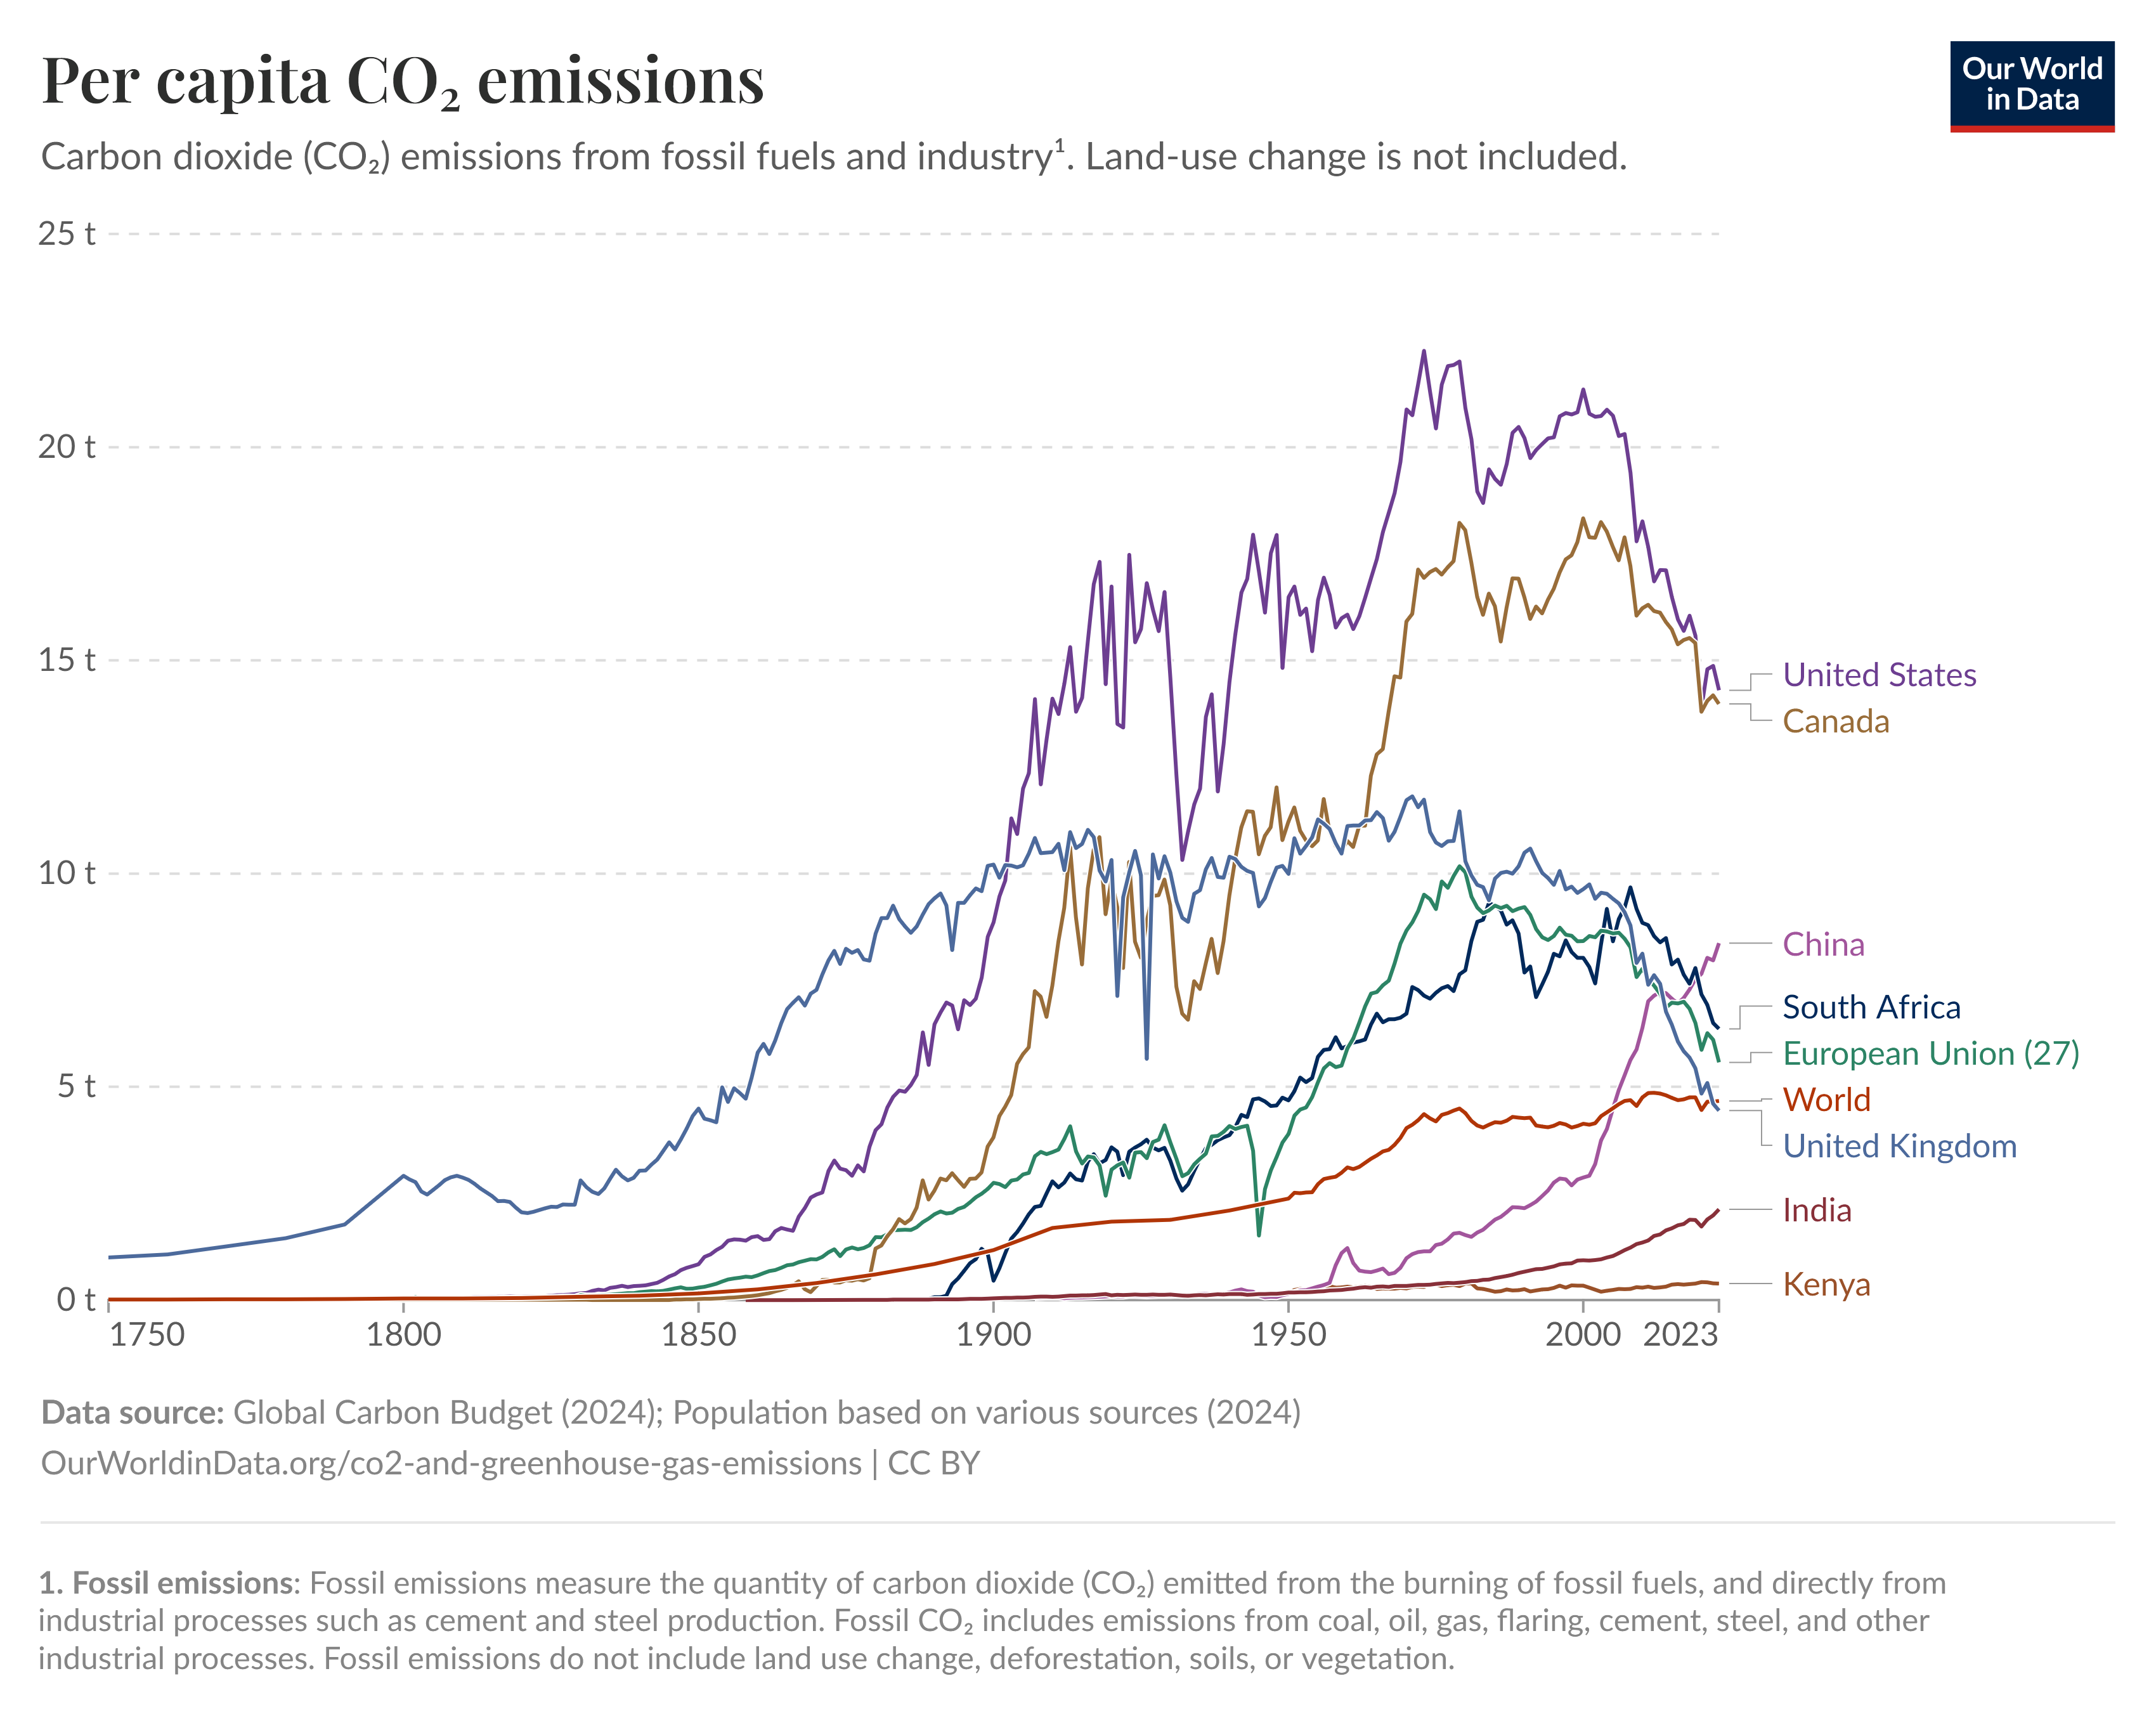 Per capita CO₂ emissions
Our World
in Data
Carbon dioxide (CO₂) emissions from fossil fuels and industry¹. Land-use change is not included.
25 t
20 t
15 t
10 t
5 t
0 t
United States
Canada
China
South Africa
European Union (27)
World
United Kingdom
India
Kenya
1750
1800
1850
1900
1950
2000
2023
Data source: Global Carbon Budget (2024); Population based on various sources (2024)
OurWorldinData.org/co2-and-greenhouse-gas-emissions | CC BY
1. Fossil emissions: Fossil emissions measure the quantity of carbon dioxide (CO₂) emitted from the burning of fossil fuels, and directly from
industrial processes such as cement and steel production. Fossil CO₂ includes emissions from coal, oil, gas, flaring, cement, steel, and other
industrial processes. Fossil emissions do not include land use change, deforestation, soils, or vegetation.